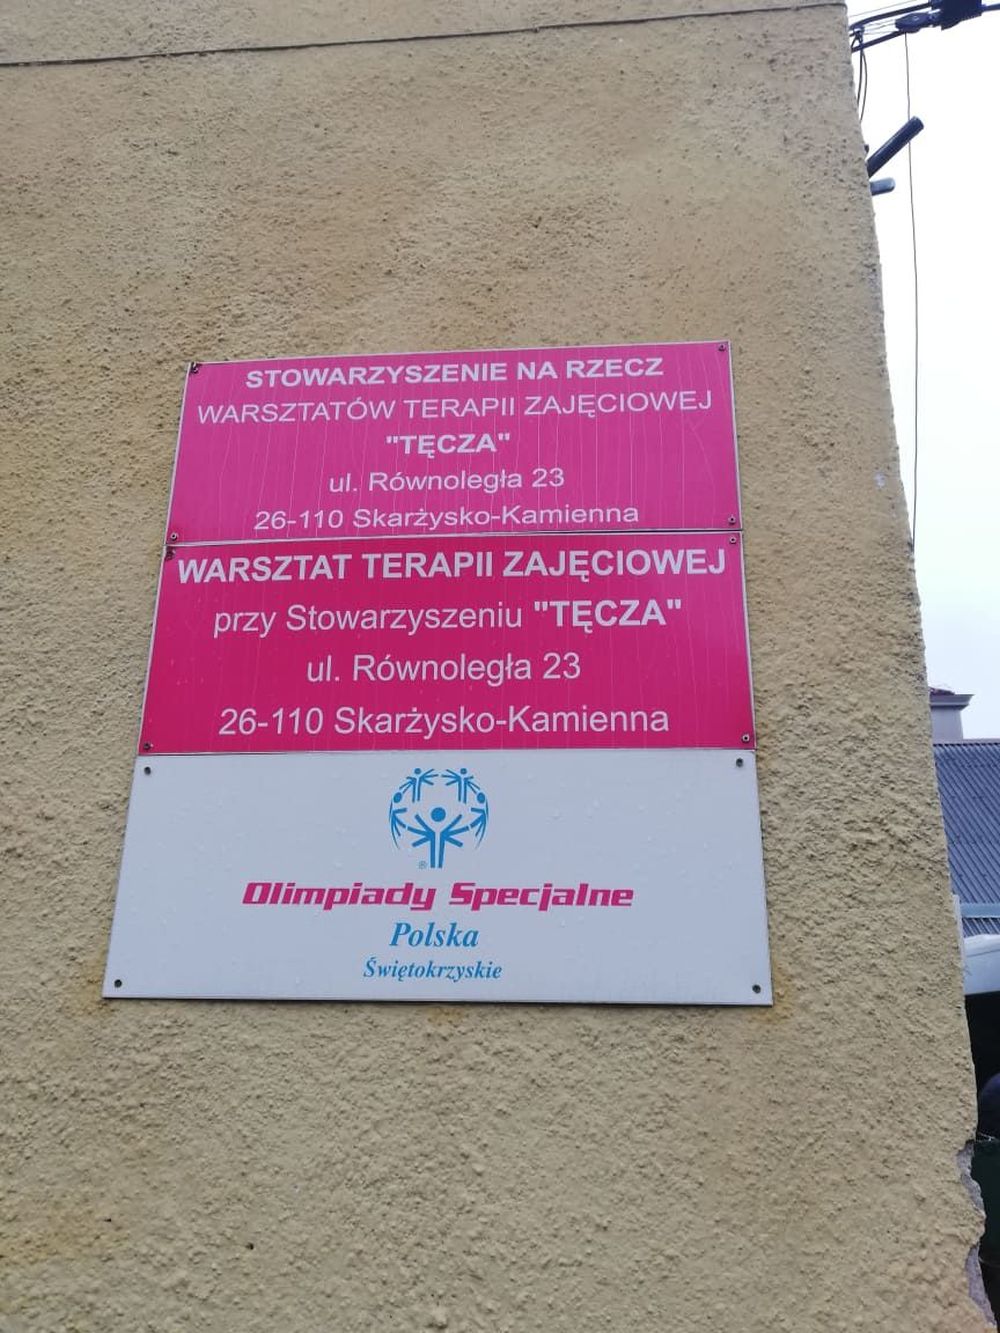 STOWARZYSZENIE NA RZECZ
WARSZTATÓW TERAPII ZAJĘCIOWEJ
"TĘCZA"
ul. Równoległa 23
26-110 Skarżysko-Kamienna
WARSZTAT TERAPII ZAJĘCIOWEJ
przy Stowarzyszeniu "TĘCZA"
ul. Równoległa 23
26-110 Skarżysko-Kamienna
®
Olimpiady Specjalne
Polska
Świętokrzyskie